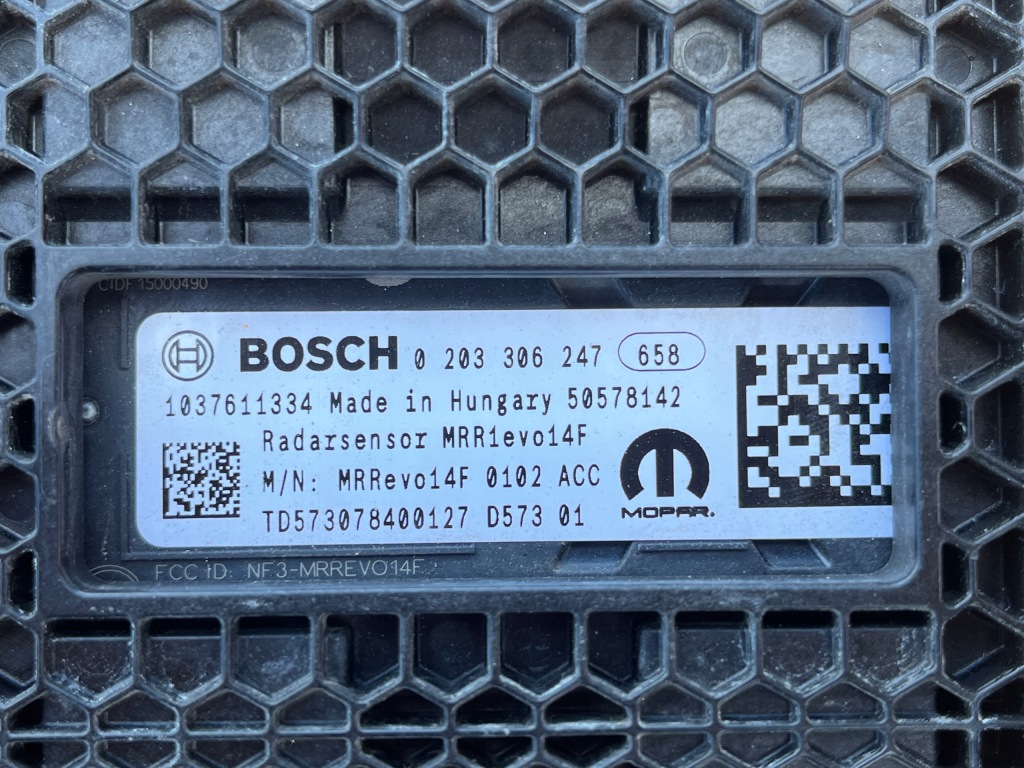 CIDF 15000490
BOSCH 0 203 306 247 658
1037611334 Made in Hungary 50578142
Radarsensor MRR1evo14F
M/N: MRRevo14F 0102 ACC
TD573078400127 D573 01
MOPAR.
FCC ID: NF3-MRREVO14F